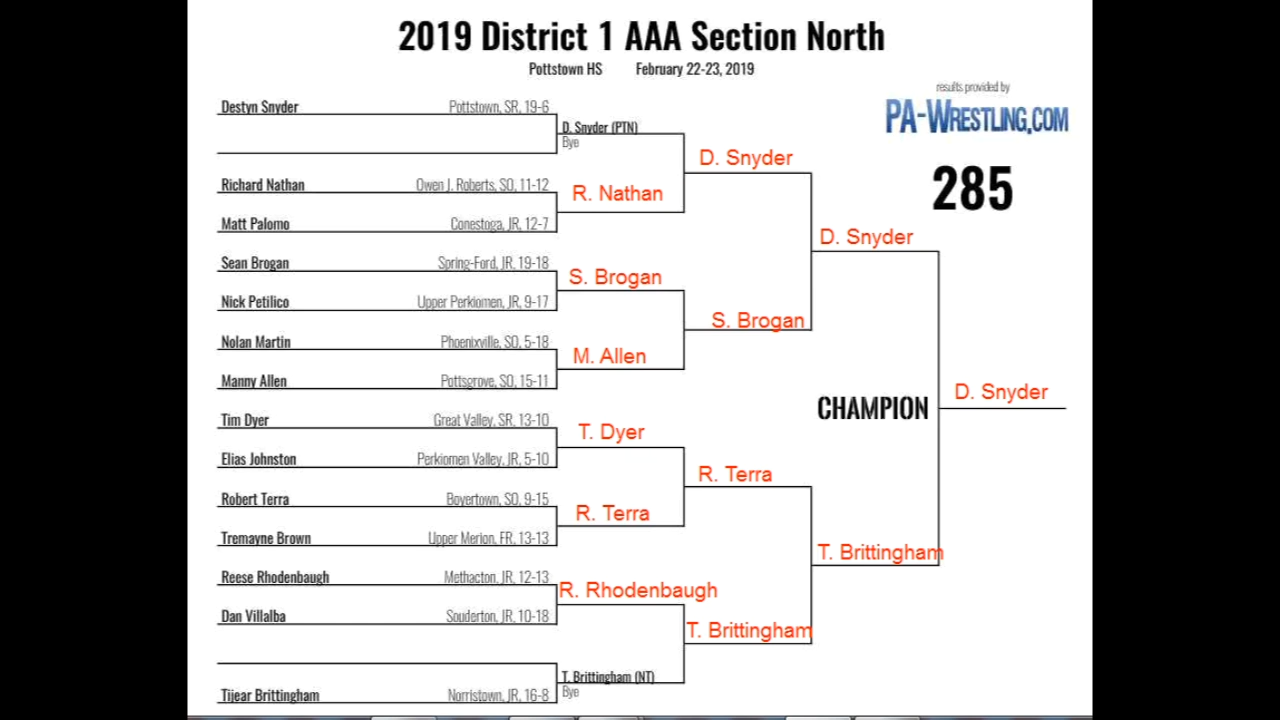 2019 District 1 AAA Section North
Pottstown HS February 22-23, 2019
results provided by
PA-WRESTLING.COM
285
Destyn Snyder Pottstown, SR, 19-6
D. Snyder (PTN)
Bye
D. Snyder
Richard Nathan Owen J. Roberts, SO, 11-12
R. Nathan
Matt Palomo Conestoga, JR, 12-7
D. Snyder
Sean Brogan Spring-Ford, JR, 19-18
S. Brogan
Nick Petilico Upper Perkiomen, JR, 9-17
S. Brogan
Nolan Martin Phoenixville, SO, 5-18
M. Allen
Manny Allen Pottsgrove, SO, 15-11
CHAMPION
D. Snyder
Tim Dyer Great Valley, SR, 13-10
T. Dyer
Elias Johnston Perkiomen Valley, JR, 5-10
R. Terra
Robert Terra Boyertown, SO, 9-15
R. Terra
Tremayne Brown Upper Merion, FR, 13-13
T. Brittingham
Reese Rhodenbaugh Methacton, JR, 12-13
R. Rhodenbaugh
Dan Villalba Souderton, JR, 10-18
T. Brittingham
T. Brittingham (NT)
Bye
Tijear Brittingham Norristown, JR, 16-8